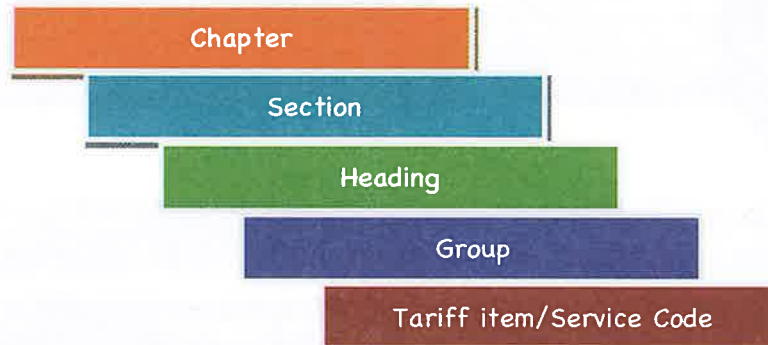 Chapter
Section
Heading
Group
Tariff item/Service Code